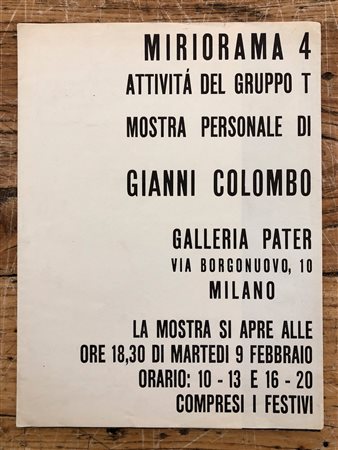 MIRIORAMA 4
ATTIVITÁ DEL GRUPPO T
MOSTRA PERSONALE DI
GIANNI COLOMBO
GALLERIA PATER
VIA BORGONUOVO, 10
MILANO
LA MOSTRA SI APRE ALLE
ORE 18,30 DI MARTEDI 9 FEBBRAIO
ORARIO: 10 - 13 E 16 - 20
COMPRESI I FESTIVI